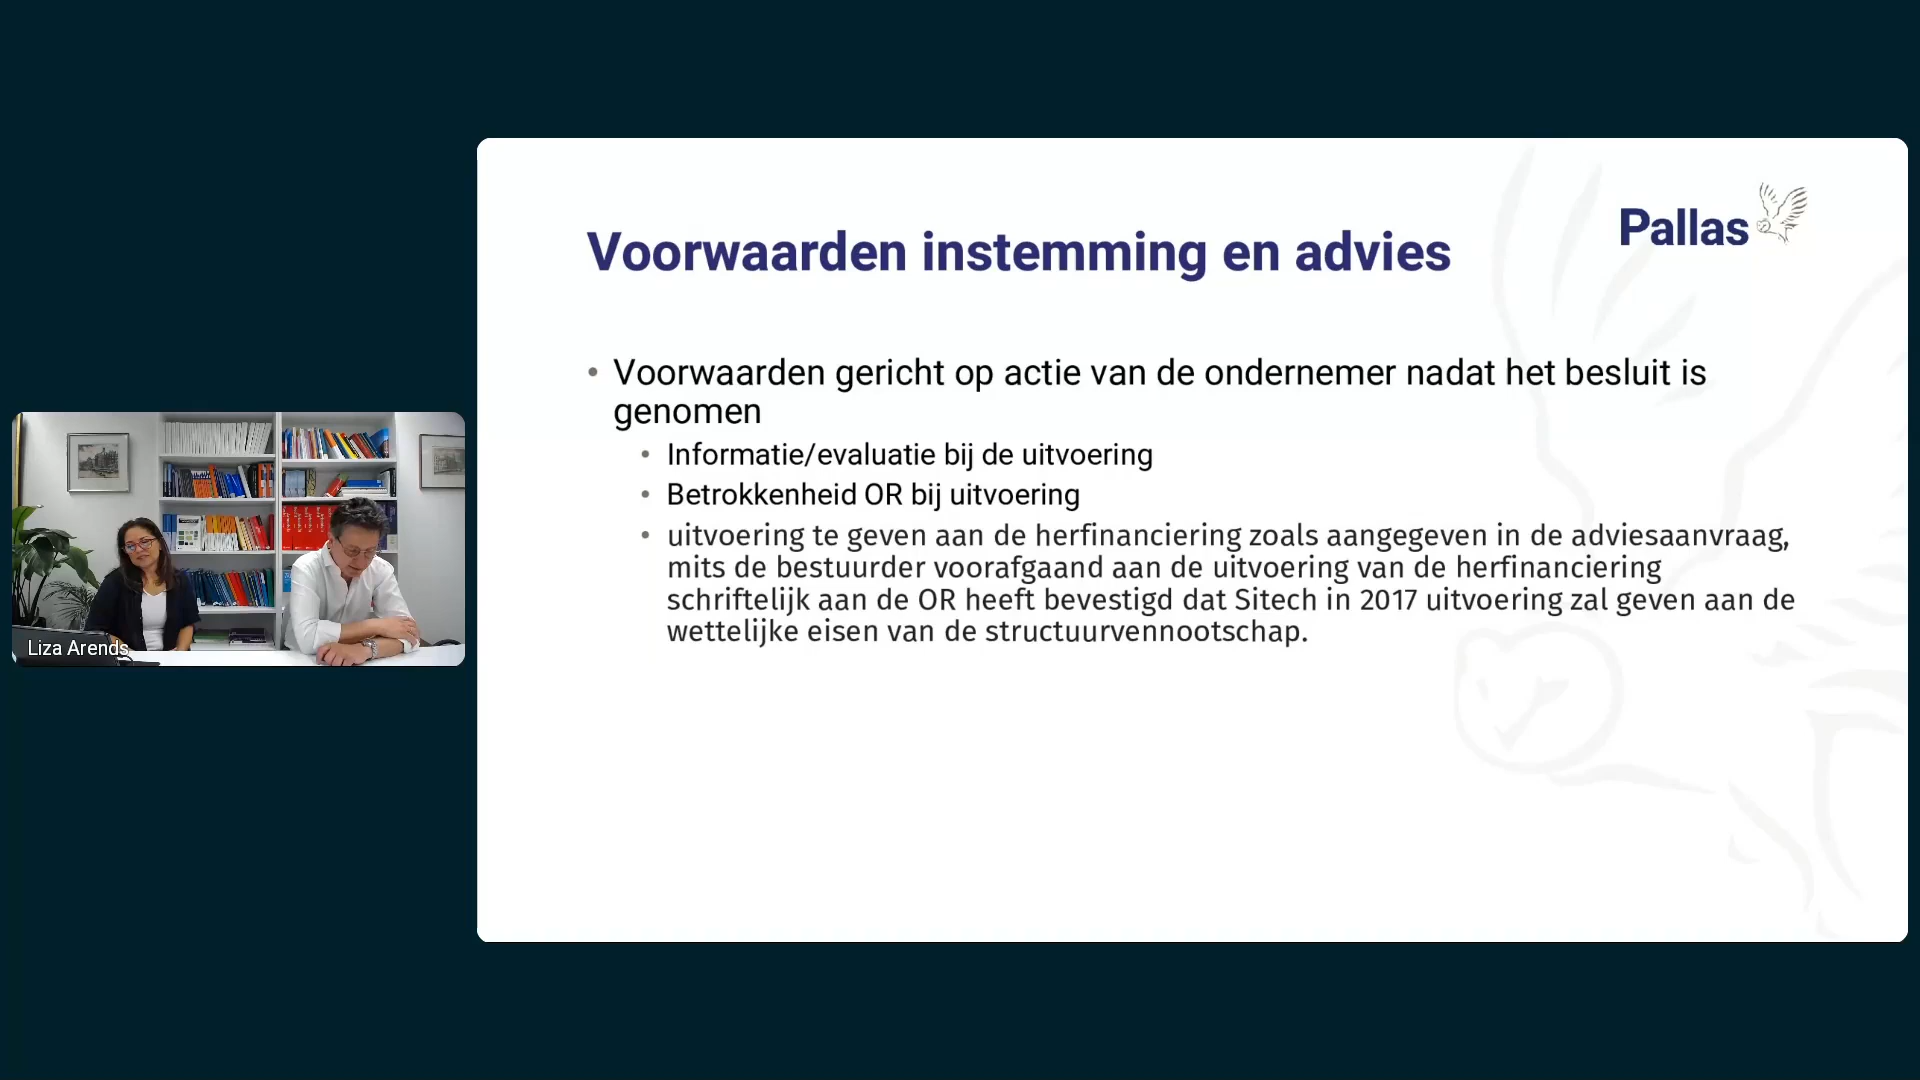 Pallas
Voorwaarden instemming en advies
• Voorwaarden gericht op actie van de ondernemer nadat het besluit is
genomen
• Informatie/evaluatie bij de uitvoering
• Betrokkenheid OR bij uitvoering
• uitvoering te geven aan de herfinanciering zoals aangegeven in de adviesaanvraag,
mits de bestuurder voorafgaand aan de uitvoering van de herfinanciering
schriftelijk aan de OR heeft bevestigd dat Sitech in 2017 uitvoering zal geven aan de
wettelijke eisen van de structuurvennootschap.
Liza Arends